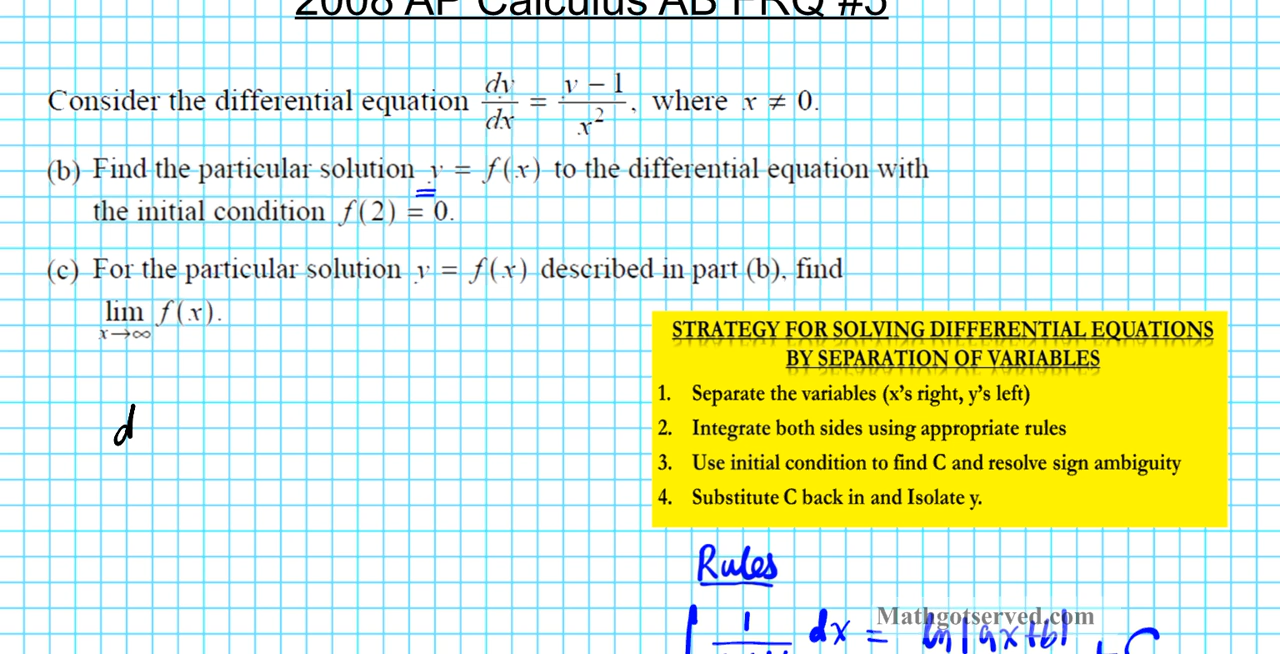 2008 AP Calculus AB FRQ #5
Consider the differential equation dy/dx = (y − 1)/x², where x ≠ 0.
(b) Find the particular solution y = f(x) to the differential equation with
the initial condition f(2) = 0.
(c) For the particular solution y = f(x) described in part (b), find
lim x→∞ f(x).
STRATEGY FOR SOLVING DIFFERENTIAL EQUATIONS
BY SEPARATION OF VARIABLES
1. Separate the variables (x's right, y's left)
2. Integrate both sides using appropriate rules
3. Use initial condition to find C and resolve sign ambiguity
4. Substitute C back in and Isolate y.
d
Rules
Mathgotserved.com
∫ 1 dx = ln|ax+b| + C